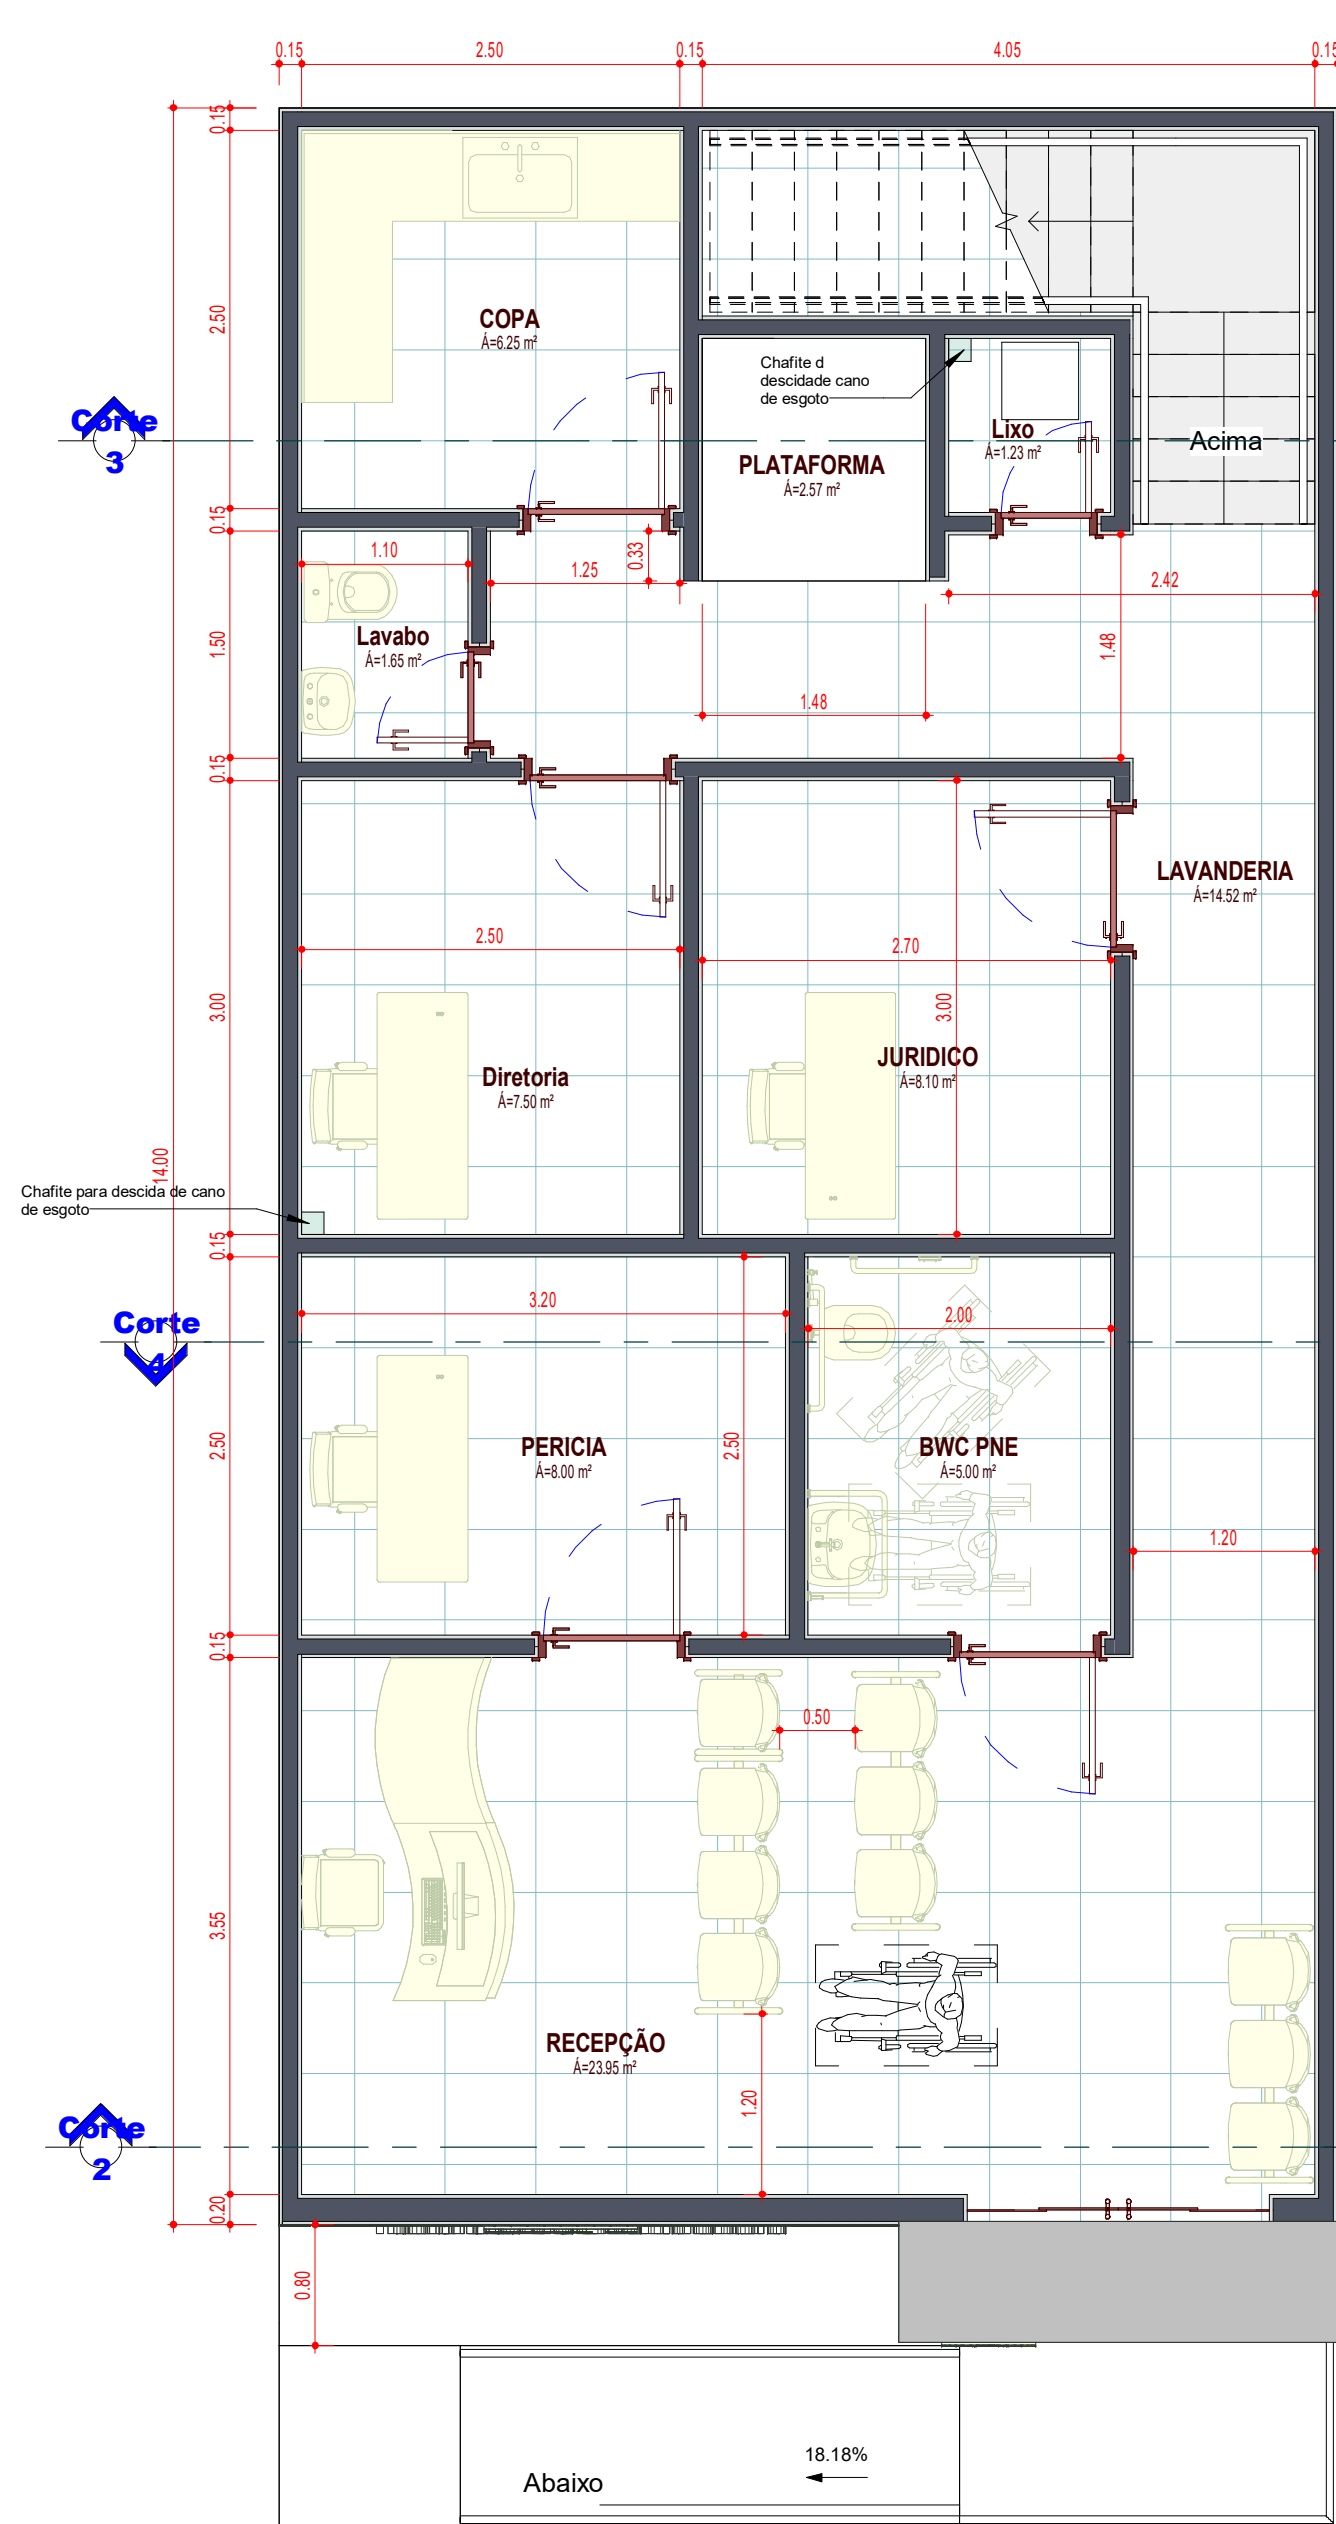 0.15
2.50
0.15
4.05
0.15
0.15
2.50
COPA
Á=6.25 m²
Chafite d
descidade cano
de esgoto
Lixo
Á=1.23 m²
Acima
Corte
3
PLATAFORMA
Á=2.57 m²
0.15
1.10
1.25
0.33
2.42
Lavabo
Á=1.65 m²
1.50
1.48
1.48
0.15
LAVANDERIA
Á=14.52 m²
2.50
2.70
3.00
3.00
JURIDICO
Á=8.10 m²
Diretoria
Á=7.50 m²
14.00
Chafite para descida de cano
de esgoto
0.15
3.20
2.00
Corte
4
2.50
2.50
PERICIA
Á=8.00 m²
BWC PNE
Á=5.00 m²
1.20
0.15
0.50
3.55
RECEPÇÃO
Á=23.95 m²
1.20
Corte
2
0.20
0.80
18.18%
Abaixo